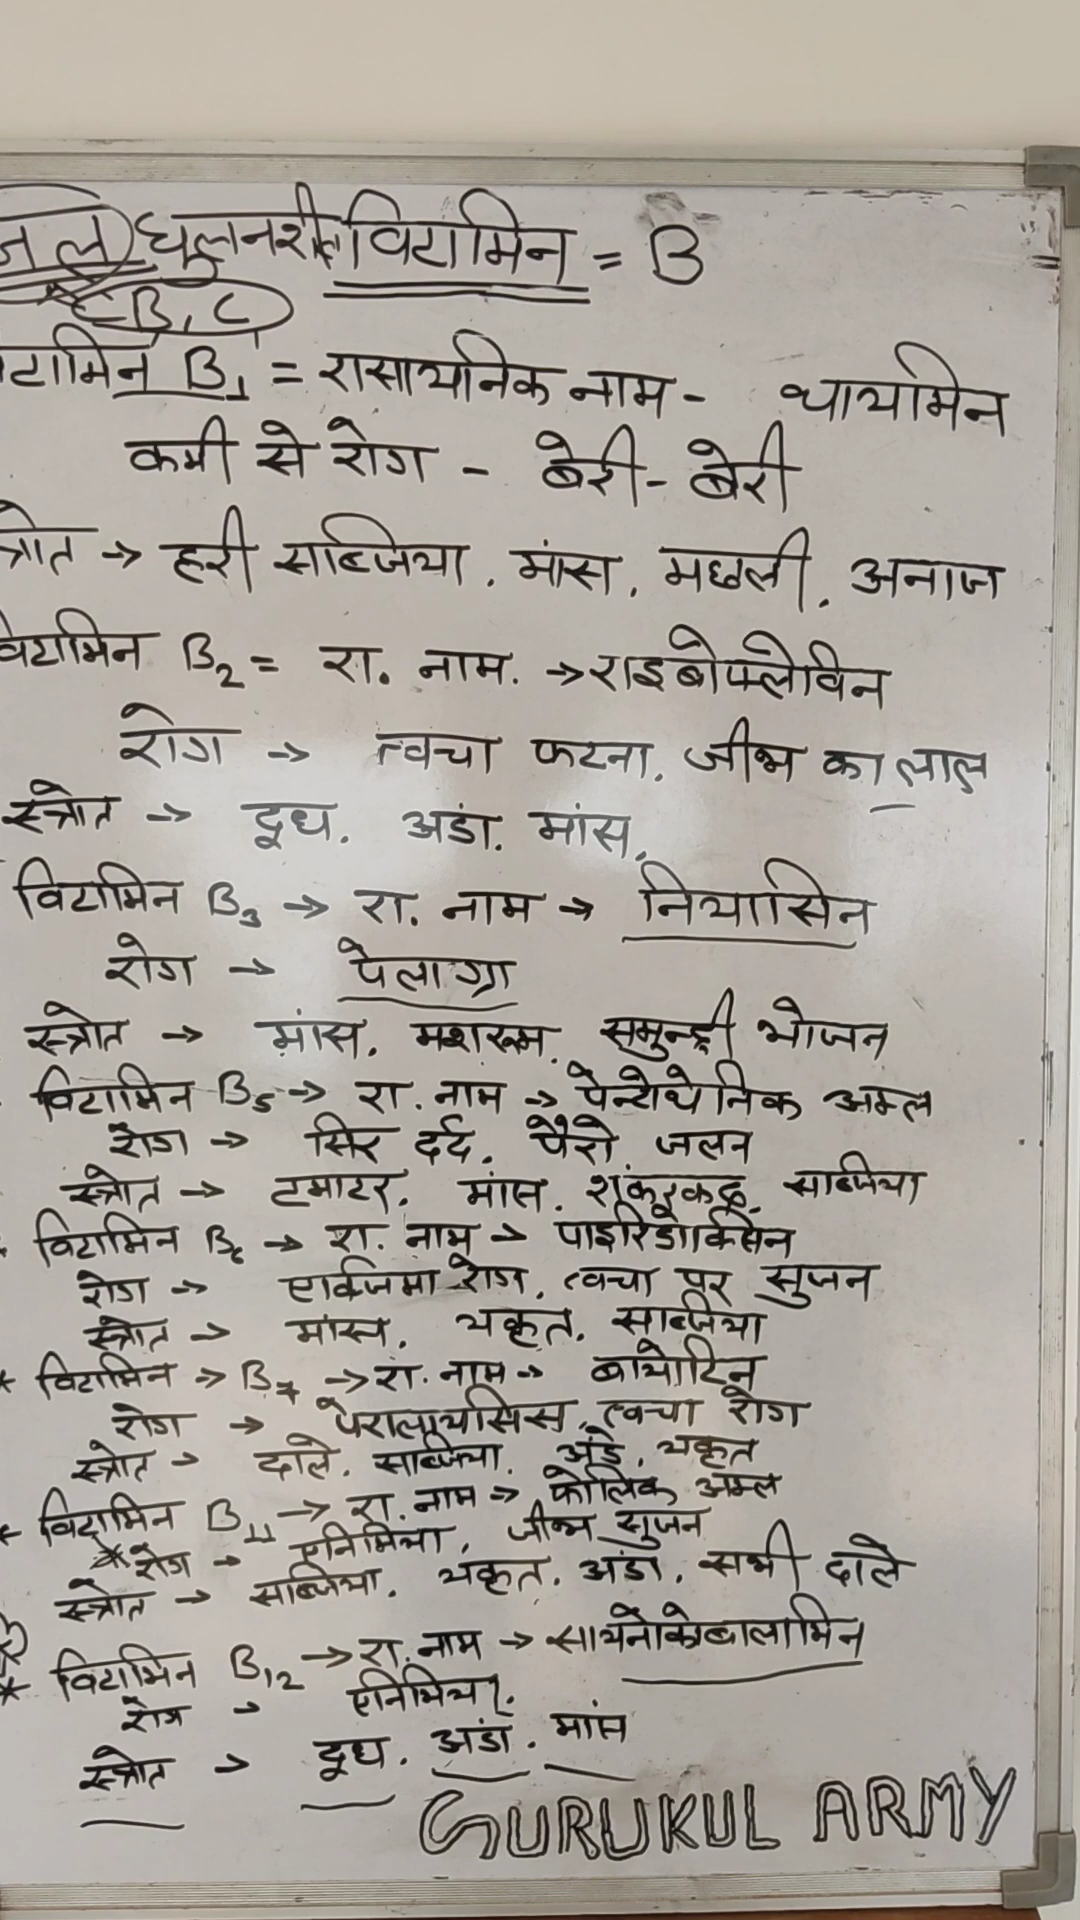 जल घुलनशील विटामिन = B
B, C
विटामिन B1 = रासायनिक नाम - थायमिन
कमी से रोग - बेरी-बेरी
स्त्रोत → हरी सब्जिया, मांस, मछली, अनाज
विटामिन B2 = रा. नाम. → राइबोफ्लेविन
रोग → त्वचा फटना, जीभ का लाल
स्त्रोत → दूध. अंडा. मांस,
विटामिन B3 → रा. नाम → नियासिन
रोग → पेलाग्रा
स्त्रोत → मांस, मशरूम, समुन्द्री भोजन
विटामिन B5 → रा. नाम → पेन्टोथेनिक अम्ल
रोग → सिर दर्द, पैरो जलन
स्त्रोत → टमाटर, मांस, शंकरकद, सब्जिया
विटामिन B6 → रा. नाम → पाइरिडाक्सिन
रोग → एक्जिमा रोग, त्वचा पर सुजन
स्त्रोत → मांस, यकृत, सब्जिया
* विटामिन → B7 → रा. नाम → बायोटिन
रोग → पेरालायसिस, त्वचा रोग
स्त्रोत → दाले, सब्जिया, अंडे, यकृत
* विटामिन B11 → रा. नाम → फोलिक अम्ल
* रोग → एनिमिया, जीभ सुजन
स्त्रोत → सब्जिया, यकृत, अंडा, सभी दाले
* विटामिन B12 → रा. नाम → सायनोकोबालामिन
रोग → एनिमिया,
स्त्रोत → दूध, अंडा, मांस
GURUKUL ARMY